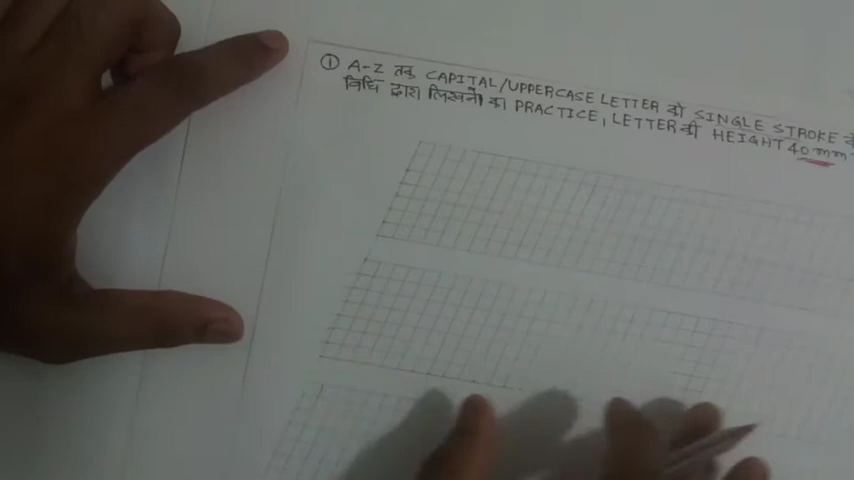 ① A-Z तक CAPITAL/UPPERCASE LETTER को SINGLE STROKE के
विधि द्वारा लिखने का PRACTICE, LETTER की HEIGHT 40 mm